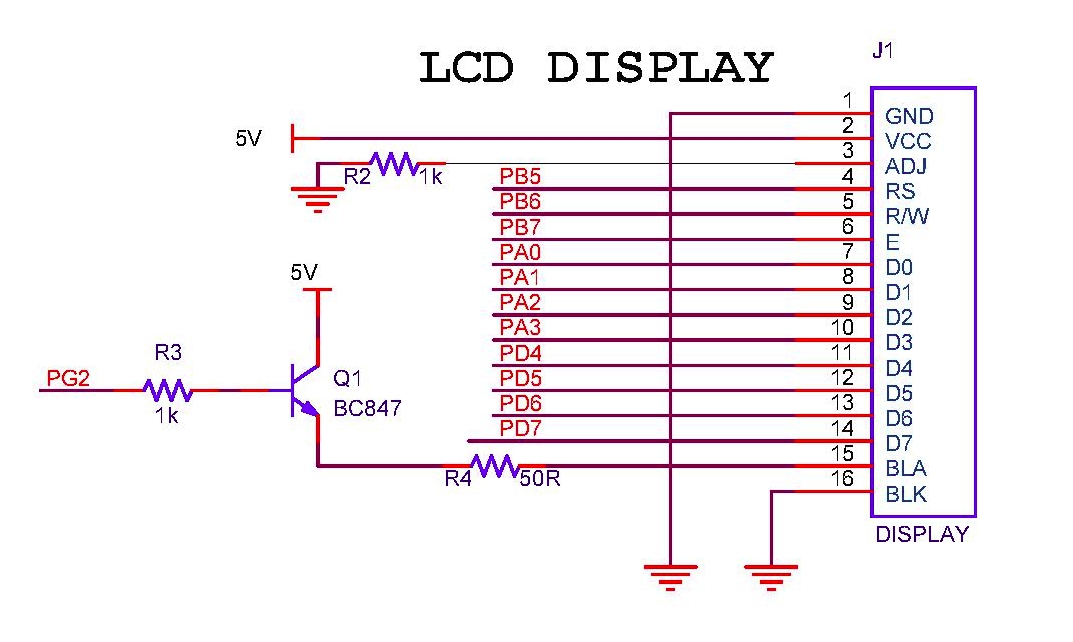 LCD DISPLAY
J1
1 GND
5V 2 VCC
R2 1k 3 ADJ
PB5 4 RS
PB6 5 R/W
PB7 6 E
PA0 7 D0
PA1 8 D1
PA2 9 D2
PA3 10 D3
PD4 11 D4
PD5 12 D5
PD6 13 D6
PD7 14 D7
R4 50R 15 BLA
16 BLK
DISPLAY
5V
PG2
R3
1k
Q1
BC847